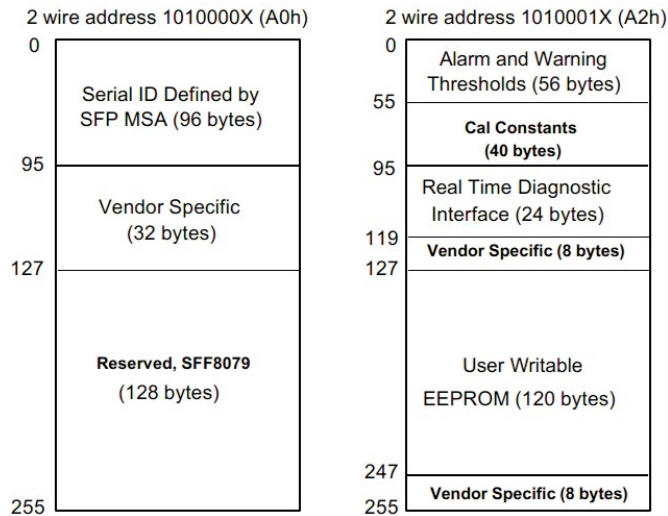 2 wire address 1010000X (A0h)
0
Serial ID Defined by
SFP MSA (96 bytes)
95
Vendor Specific
(32 bytes)
127
Reserved, SFF8079
(128 bytes)
255
2 wire address 1010001X (A2h)
0
Alarm and Warning
Thresholds (56 bytes)
55
Cal Constants
(40 bytes)
95
Real Time Diagnostic
Interface (24 bytes)
119
Vendor Specific (8 bytes)
127
User Writable
EEPROM (120 bytes)
247
Vendor Specific (8 bytes)
255